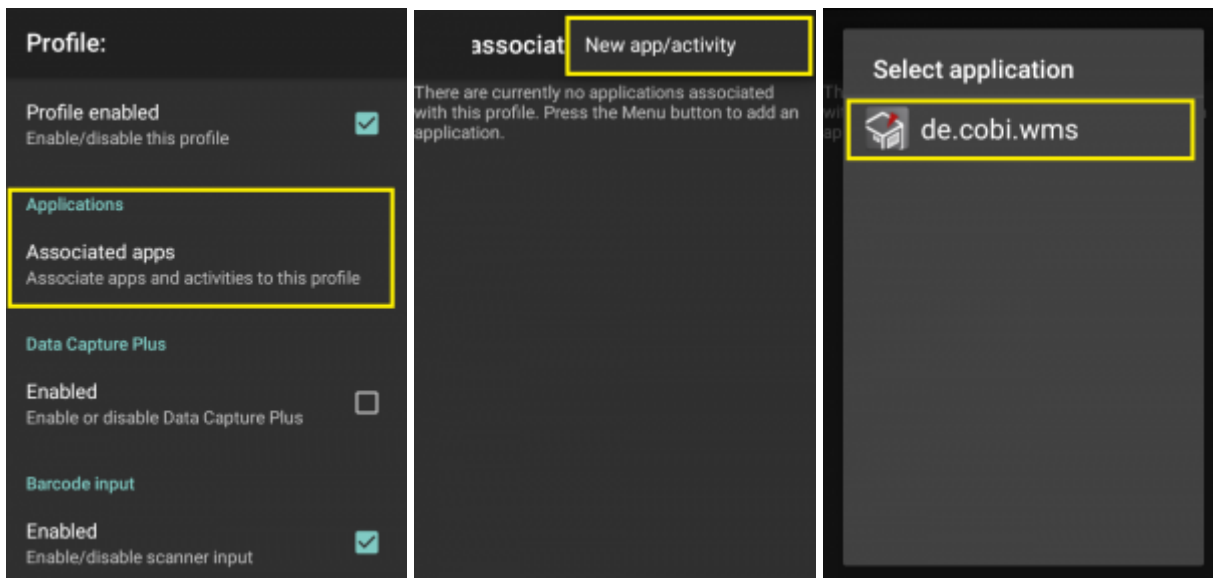 Profile:
Profile enabled
Enable/disable this profile
Applications
Associated apps
Associate apps and activities to this profile
Data Capture Plus
Enabled
Enable or disable Data Capture Plus
Barcode input
Enabled
Enable/disable scanner input
associat
New app/activity
There are currently no applications associated
with this profile. Press the Menu button to add an
application.
Select application
de.cobi.wms